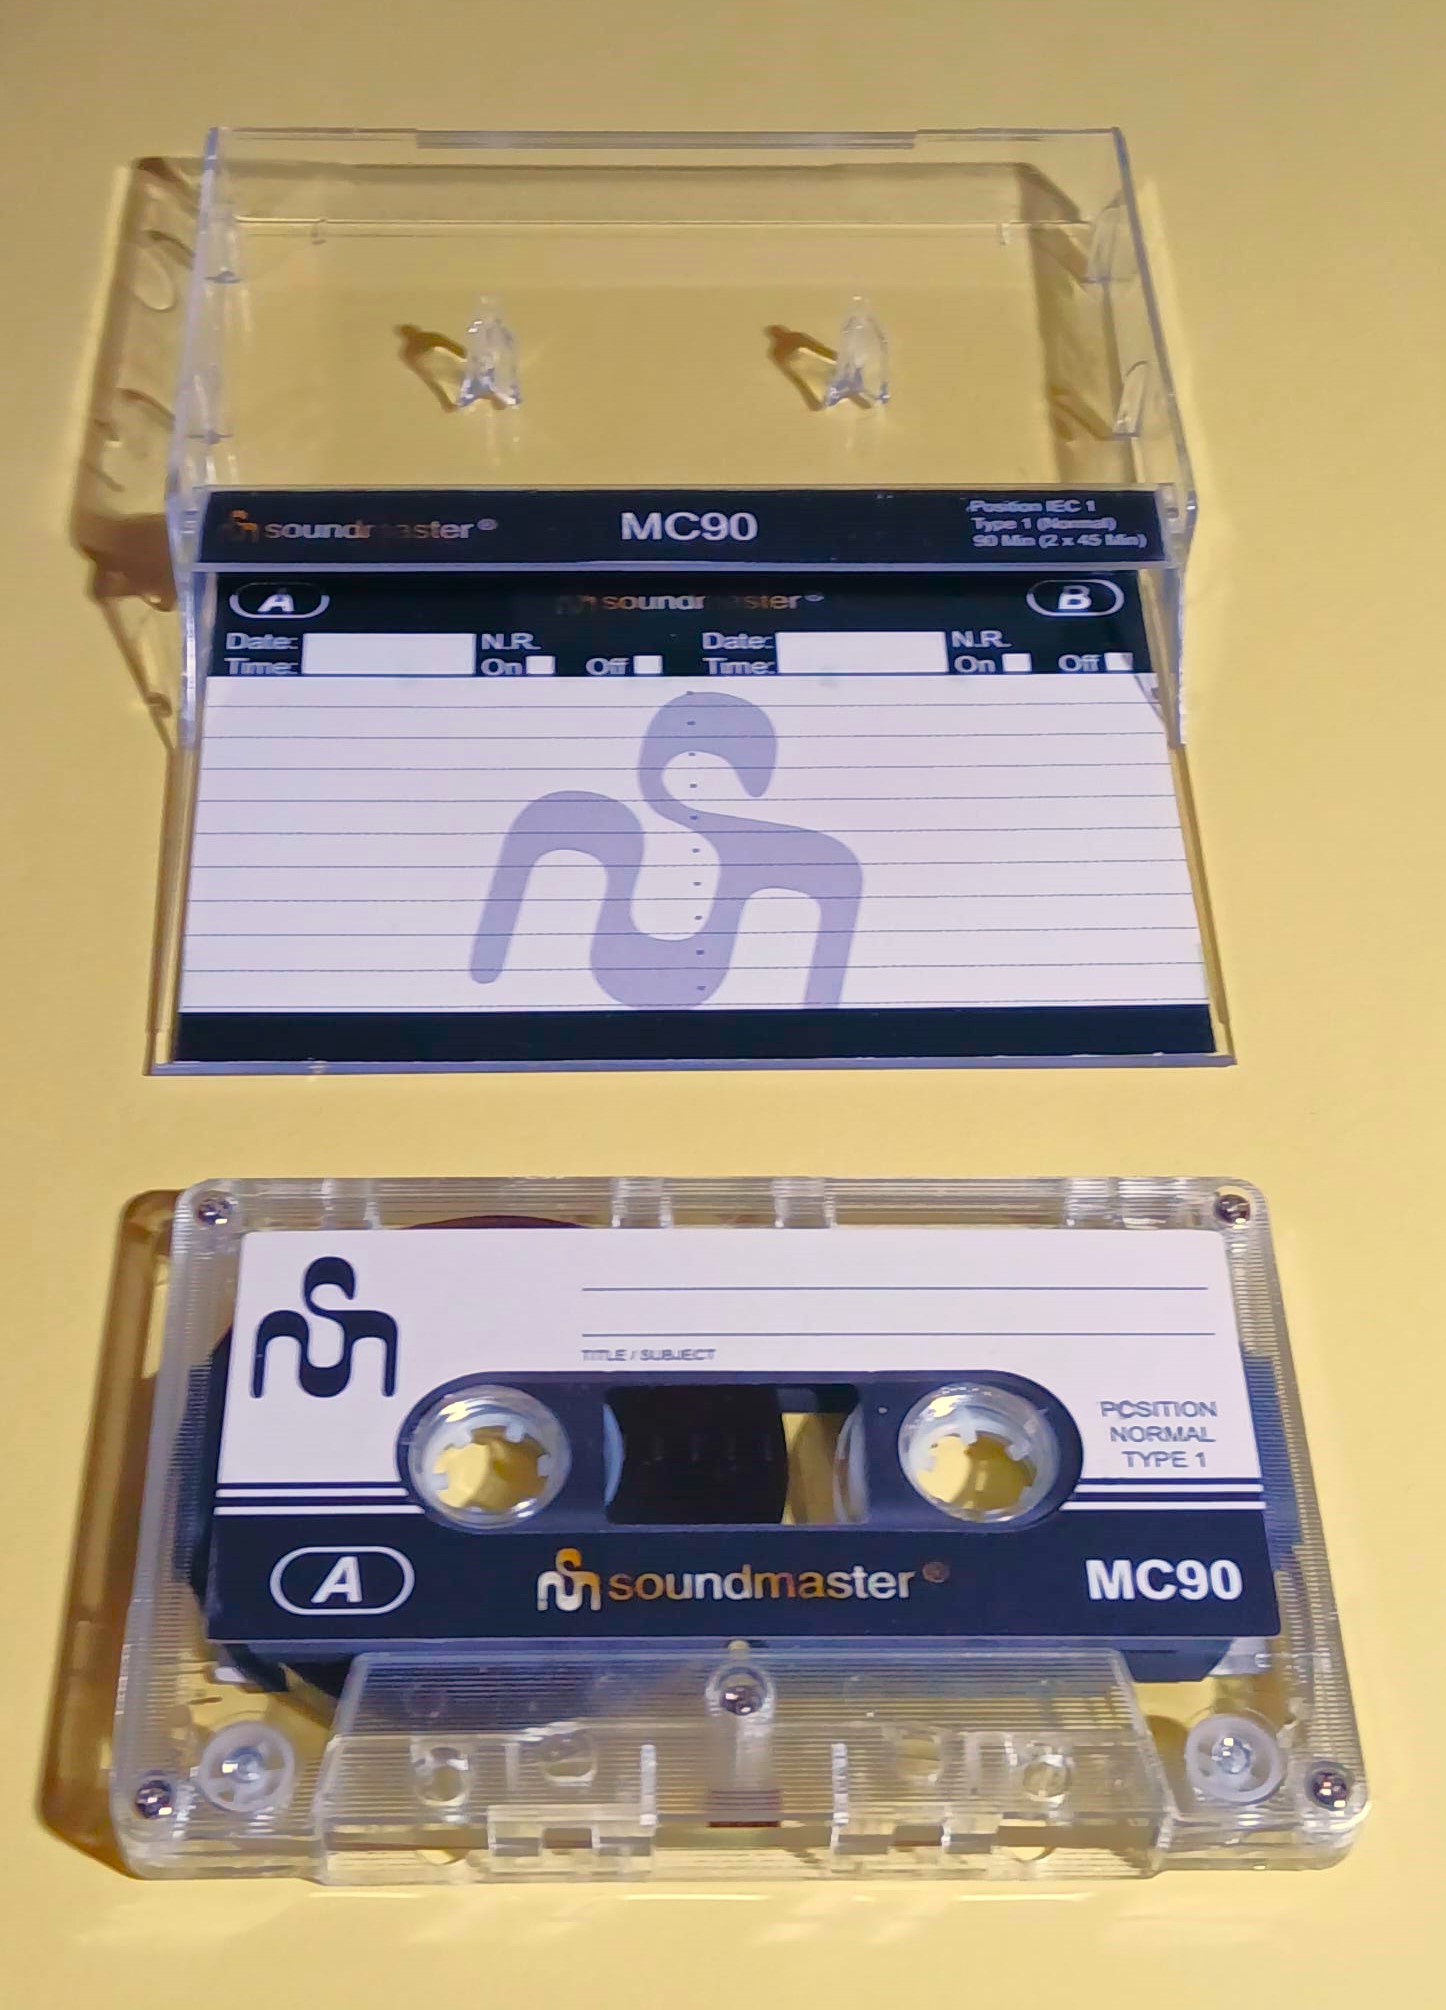 soundmaster®
MC90
Position IEC 1
Type 1 (Normal)
90 Min (2 x 45 Min)
A
soundmaster®
B
Date:
Time:
N.R.
On Off
Date:
Time:
N.R.
On Off
TITLE / SUBJECT
POSITION
NORMAL
TYPE 1
A
soundmaster®
MC90